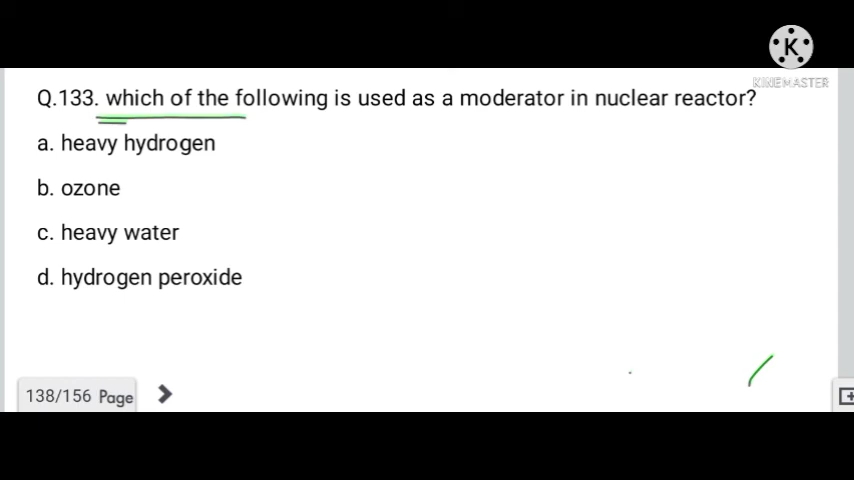 K
KINEMASTER
Q.133. which of the following is used as a moderator in nuclear reactor?
a. heavy hydrogen
b. ozone
c. heavy water
d. hydrogen peroxide
138/156 Page